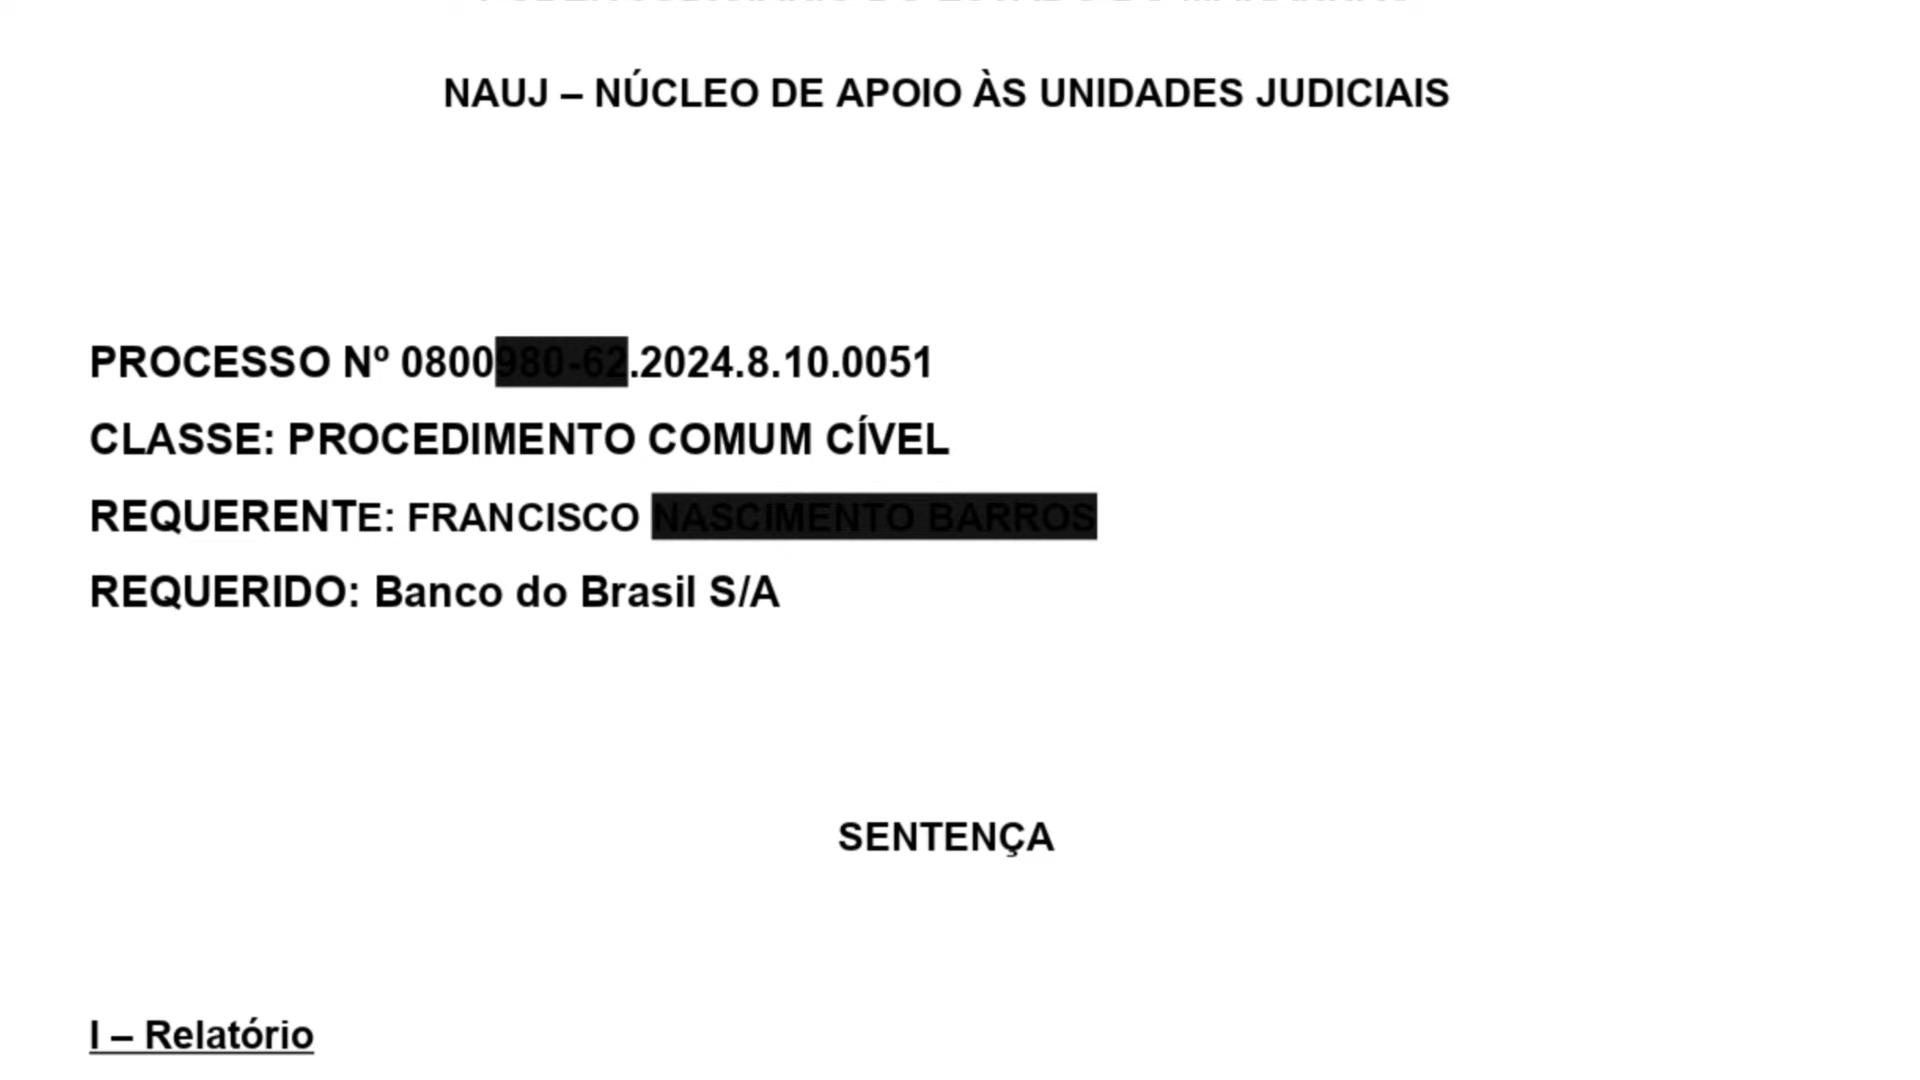 NAUJ – NÚCLEO DE APOIO ÀS UNIDADES JUDICIAIS
PROCESSO Nº 0800.2024.8.10.0051
CLASSE: PROCEDIMENTO COMUM CÍVEL
REQUERENTE: FRANCISCO
REQUERIDO: Banco do Brasil S/A
SENTENÇA
I – Relatório